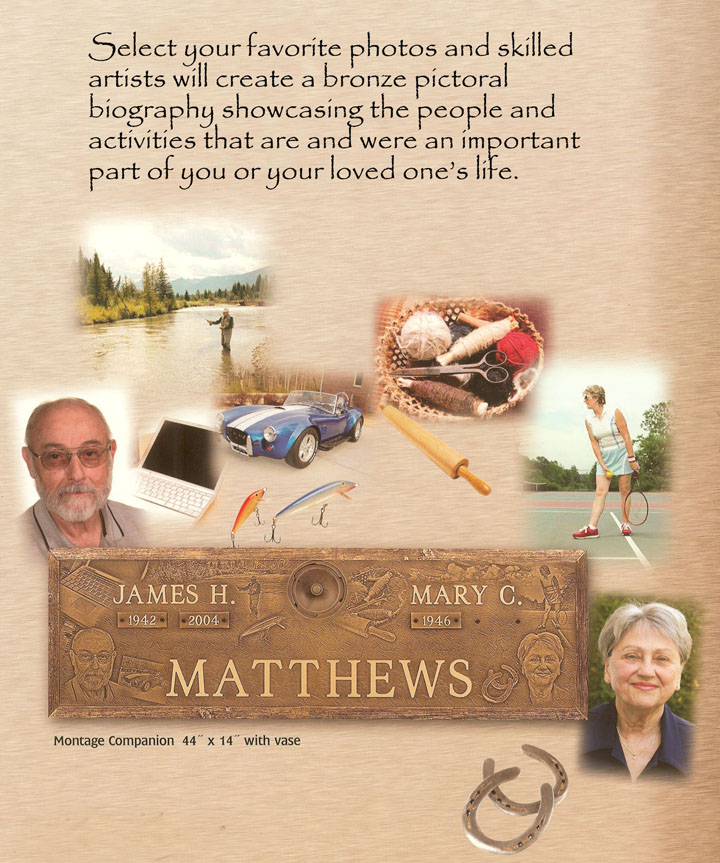 Select your favorite photos and skilled
artists will create a bronze pictoral
biography showcasing the people and
activities that are and were an important
part of you or your loved one's life.
JAMES H.
1942 2004
MARY C.
1946
MATTHEWS
Montage Companion 44˝ x 14˝ with vase